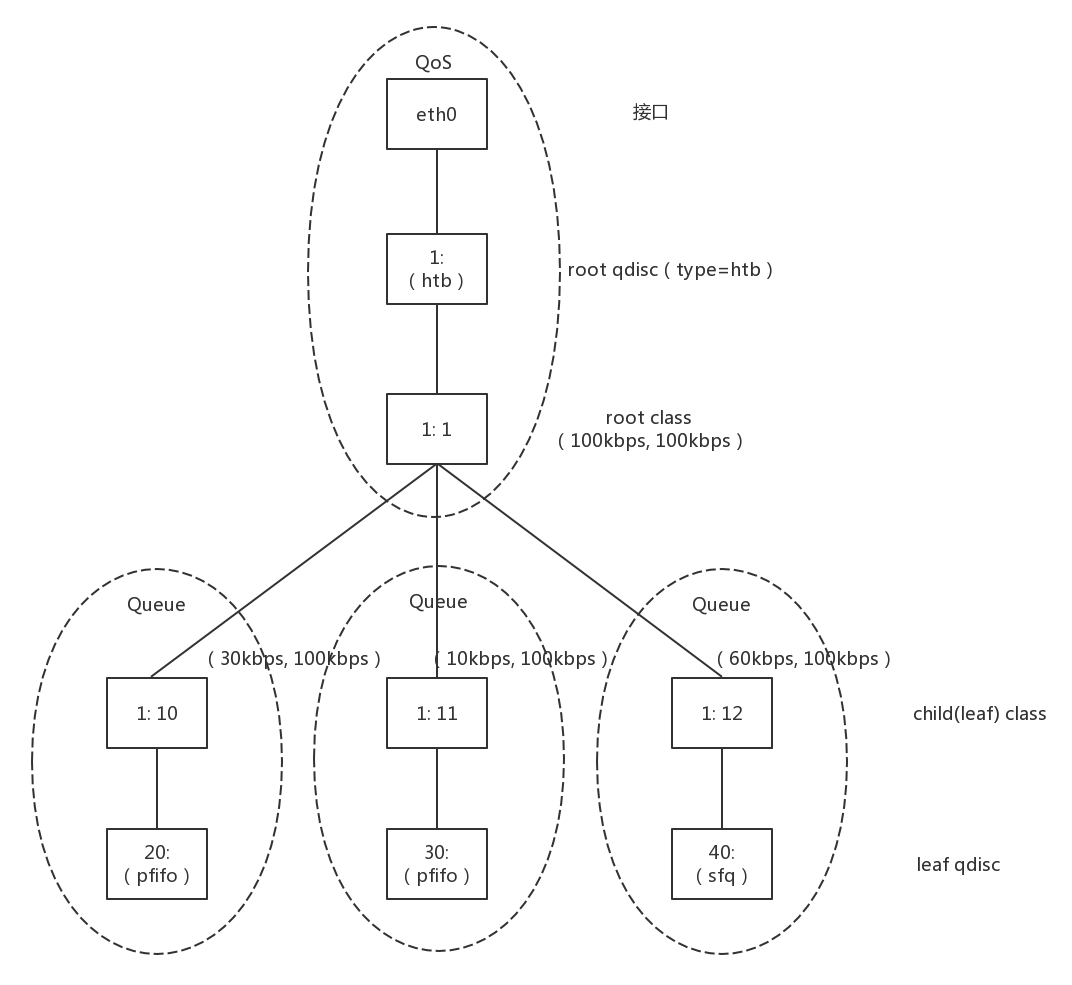 QoS
eth0
接口
1:
( htb )
root qdisc ( type=htb )
1: 1
root class
( 100kbps, 100kbps )
Queue
Queue
Queue
( 30kbps, 100kbps )
( 10kbps, 100kbps )
( 60kbps, 100kbps )
1: 10
1: 11
1: 12
child(leaf) class
20:
( pfifo )
30:
( pfifo )
40:
( sfq )
leaf qdisc